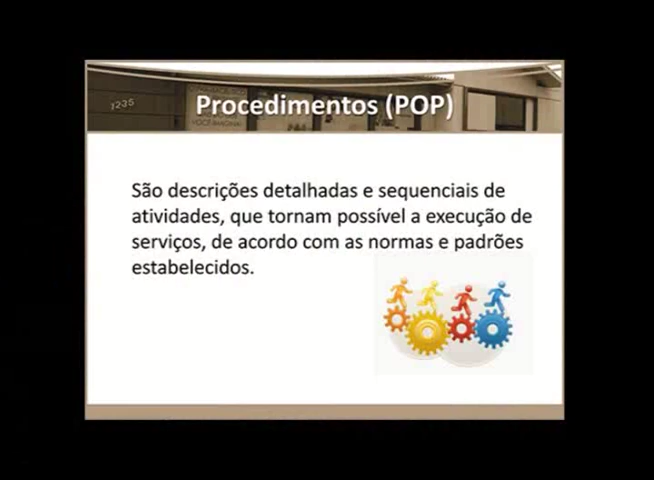 1235
Procedimentos (POP)
São descrições detalhadas e sequenciais de
atividades, que tornam possível a execução de
serviços, de acordo com as normas e padrões
estabelecidos.